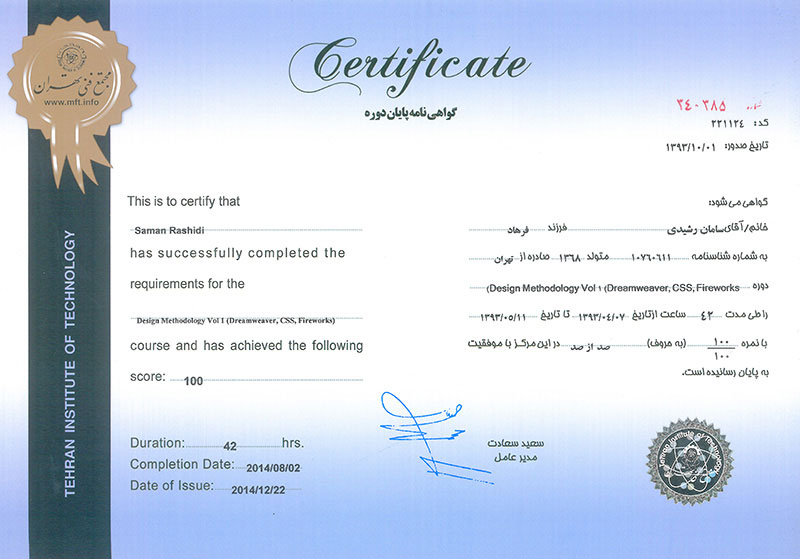 Certificate
گواهی نامه پایان دوره
مجتمع فنی تهران
www.mft.info
TEHRAN INSTITUTE OF TECHNOLOGY
This is to certify that
Saman Rashidi
has successfully completed the
requirements for the
Design Methodology Vol 1 (Dreamweaver, CSS, Fireworks)
course and has achieved the following
score: 100
Duration: 42 hrs.
Completion Date: 2014/08/02
Date of Issue: 2014/12/22
شماره ۳۴۰۳۸۵
کد: ۲۲۱۱۲۴
تاریخ صدور: ۱۳۹۳/۱۰/۰۱
گواهی می شود:
خانم/آقای سامان رشیدی فرزند فرهاد
به شماره شناسنامه ۱۰۷۶۰۶۱۱ متولد ۱۳۶۸ صادره از تهران
دوره Design Methodology Vol ۱ (Dreamweaver, CSS, Fireworks)
را طی مدت ۴۲ ساعت از تاریخ ۱۳۹۳/۰۴/۰۷ تا تاریخ ۱۳۹۳/۰۵/۱۱
با نمره ۱۰۰/۱۰۰ (به حروف) صد از صد در این مرکز با موفقیت
به پایان رسانیده است.
سعید سعادت
مدیر عامل